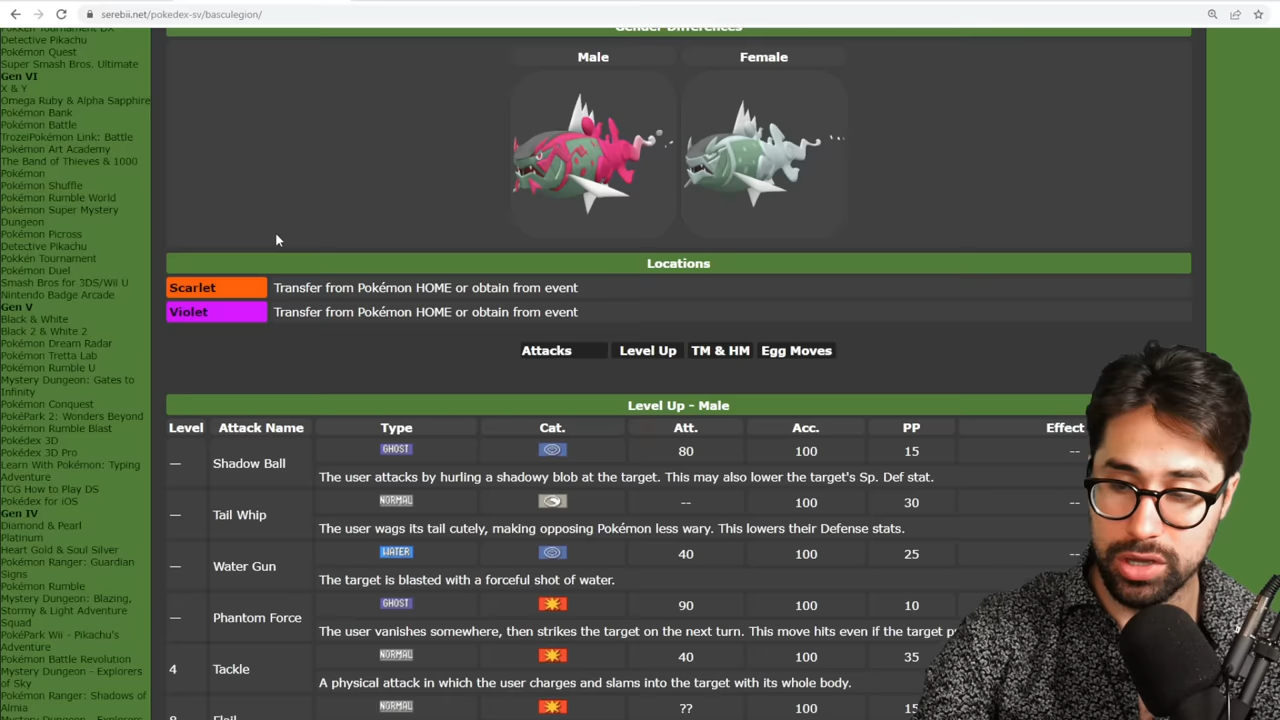 serebii.net/pokedex-sv/basculegion/
Detective Pikachu
Pokémon Quest
Super Smash Bros. Ultimate
Gen VI
X & Y
Omega Ruby & Alpha Sapphire
Pokémon Bank
Pokémon Battle
TrozeiPokémon Link: Battle
Pokémon Art Academy
The Band of Thieves & 1000
Pokémon
Pokémon Shuffle
Pokémon Rumble World
Pokémon Super Mystery
Dungeon
Pokémon Picross
Detective Pikachu
Pokkén Tournament
Pokémon Duel
Smash Bros for 3DS/Wii U
Nintendo Badge Arcade
Gen V
Black & White
Black 2 & White 2
Pokémon Dream Radar
Pokémon Tretta Lab
Pokémon Rumble U
Mystery Dungeon: Gates to
Infinity
Pokémon Conquest
PokéPark 2: Wonders Beyond
Pokémon Rumble Blast
Pokédex 3D
Pokédex 3D Pro
Learn With Pokémon: Typing
Adventure
TCG How to Play DS
Pokédex for iOS
Gen IV
Diamond & Pearl
Platinum
Heart Gold & Soul Silver
Pokémon Ranger: Guardian
Signs
Pokémon Rumble
Mystery Dungeon: Blazing,
Stormy & Light Adventure
Squad
PokéPark Wii - Pikachu's
Adventure
Pokémon Battle Revolution
Mystery Dungeon - Explorers
of Sky
Pokémon Ranger: Shadows of
Almia
Mystery Dungeon - Explorers
Gender Differences
Male Female
Locations
Scarlet Transfer from Pokémon HOME or obtain from event
Violet Transfer from Pokémon HOME or obtain from event
Attacks Level Up TM & HM Egg Moves
Level Up - Male
Level Attack Name Type Cat. Att. Acc. PP Effect
— Shadow Ball GHOST 80 100 15 --
The user attacks by hurling a shadowy blob at the target. This may also lower the target's Sp. Def stat.
— Tail Whip NORMAL -- 100 30 --
The user wags its tail cutely, making opposing Pokémon less wary. This lowers their Defense stats.
— Water Gun WATER 40 100 25 --
The target is blasted with a forceful shot of water.
— Phantom Force GHOST 90 100 10
The user vanishes somewhere, then strikes the target on the next turn. This move hits even if the target
4 Tackle NORMAL 40 100 35
A physical attack in which the user charges and slams into the target with its whole body.
8 Flail NORMAL ?? 100 15